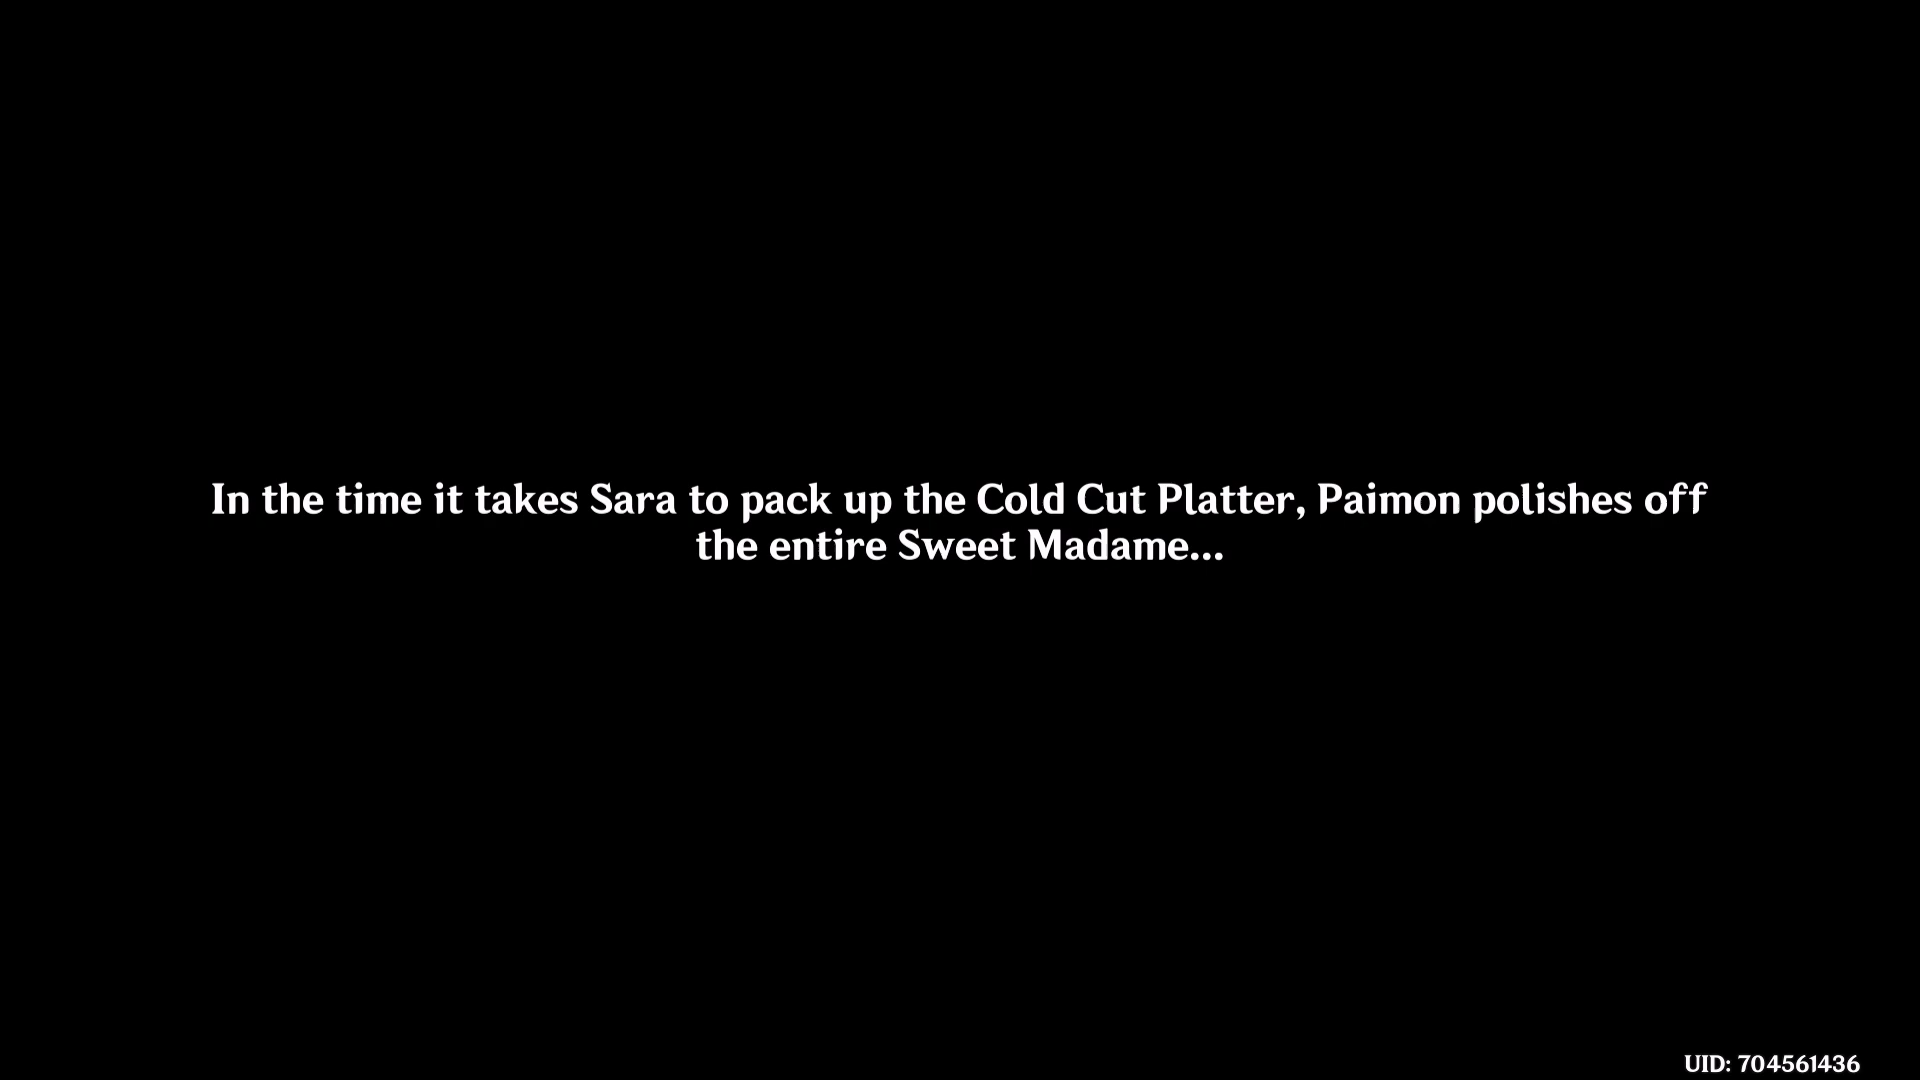 In the time it takes Sara to pack up the Cold Cut Platter, Paimon polishes off
the entire Sweet Madame...
UID: 704561436